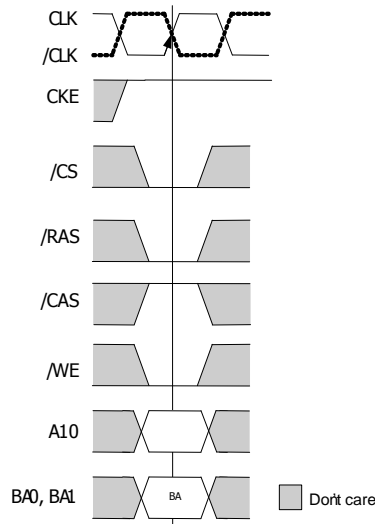 CLK
/CLK
CKE
/CS
/RAS
/CAS
/WE
A10
BA0, BA1
BA
Don't care